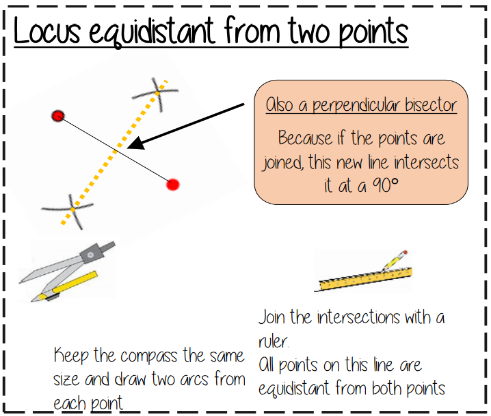 Locus equidistant from two points
Also a perpendicular bisector
Because if the points are
joined, this new line intersects
it at a 90°
Join the intersections with a
ruler.
All points on this line are
equidistant from both points
Keep the compass the same
size and draw two arcs from
each point